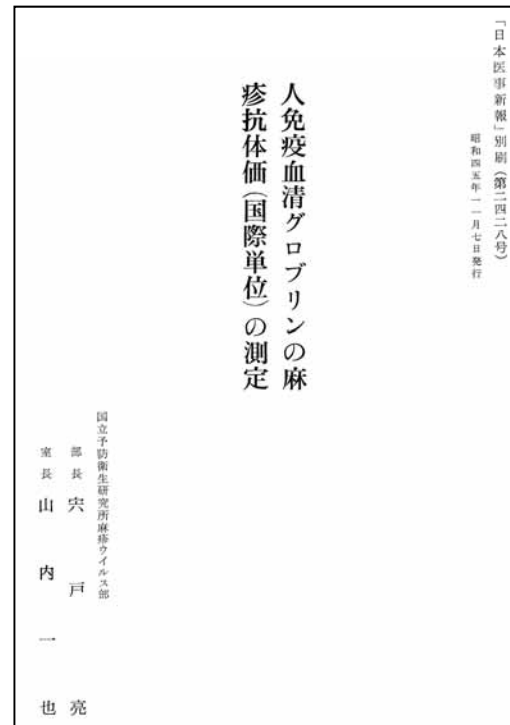 「日本医事新報」別刷(第二四二八号)
昭和四五年一一月七日発行
人免疫血清グロブリンの麻
疹抗体価(国際単位)の測定
国立予防衛生研究所麻疹ウイルス部
部長 宍戸亮
室長 山内一也